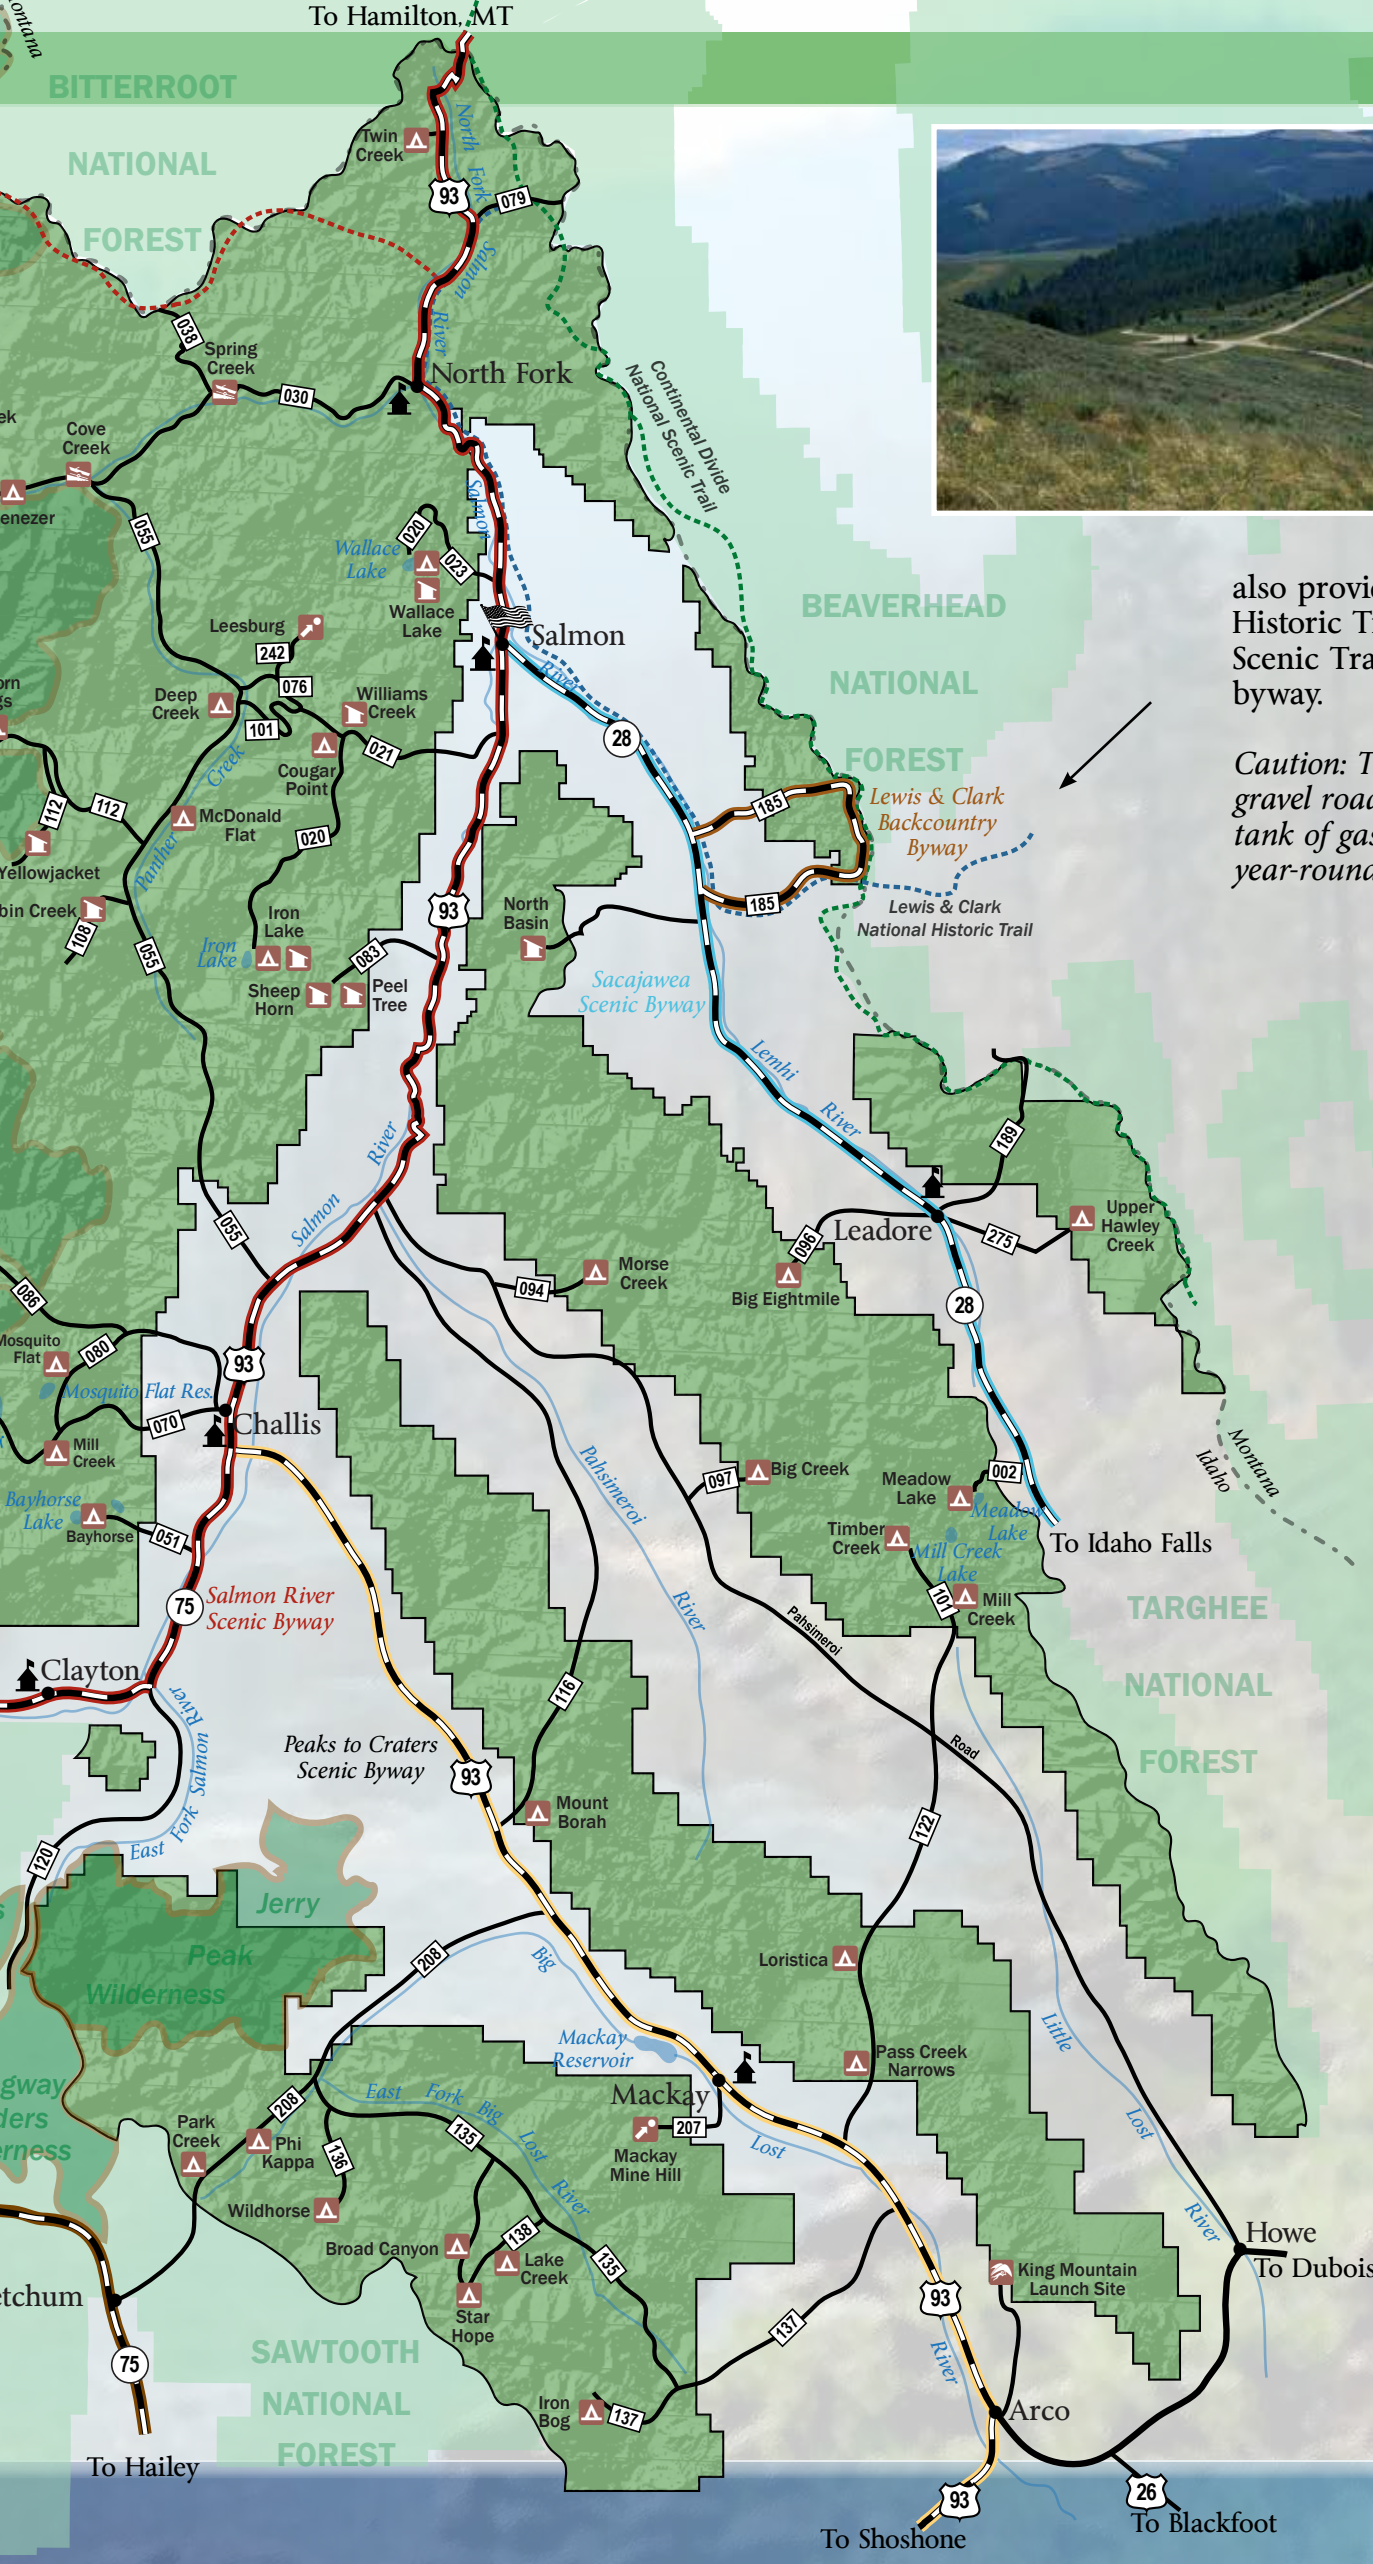 To Hamilton, MT
ontana
BITTERROOT
NATIONAL
FOREST
Twin
Creek
North
Fork
Salmon
River
93
079
038
Spring
Creek
030
North Fork
Continental Divide
National Scenic Trail
ek
Cove
Creek
enezer
055
020
023
Wallace
Lake
Wallace
Lake
Salmon
Salmon
River
Leesburg
242
076
101
Deep
Creek
Williams
Creek
021
Cougar
Point
28
BEAVERHEAD
NATIONAL
FOREST
also provi
Historic T
Scenic Tra
byway.
Caution: T
gravel road
tank of gas
year-round
orn
gs
112
112
McDonald
Flat
Creek
Panther
020
Yellowjacket
bin Creek
108
055
Iron
Lake
Iron
Lake
93
083
Sheep
Horn
Peel
Tree
North
Basin
185
185
Lewis & Clark
Backcountry
Byway
Lewis & Clark
National Historic Trail
Sacajawea
Scenic Byway
Lemhi
River
189
River
Salmon
055
Leadore
096
275
Upper
Hawley
Creek
Big Eightmile
28
Morse
Creek
094
086
Mosquito
Flat
080
93
Mosquito Flat Res.
070
Challis
Mill
Creek
Bayhorse
Lake
Bayhorse
051
Montana
Idaho
Pahsimeroi
River
097
Big Creek
Meadow
Lake
002
Meadow
Lake
To Idaho Falls
Timber
Creek
Mill Creek
Lake
101
Mill
Creek
75
Salmon River
Scenic Byway
Pahsimeroi
Road
TARGHEE
NATIONAL
FOREST
Clayton
East Fork Salmon River
116
Peaks to Craters
Scenic Byway
93
Mount
Borah
122
120
Jerry
Peak
Wilderness
s
208
Big
Loristica
Mackay
Reservoir
Mackay
Little
Pass Creek
Narrows
gway
ders
erness
208
East Fork Big Lost River
Park
Creek
Phi
Kappa
136
135
207
Mackay
Mine Hill
Lost
Lost
Wildhorse
Broad Canyon
138
Lake
Creek
135
River
Howe
To Dubois
King Mountain
Launch Site
etchum
Star
Hope
93
137
River
75
SAWTOOTH
NATIONAL
FOREST
Iron
Bog
137
Arco
To Hailey
93
26
To Blackfoot
To Shoshone